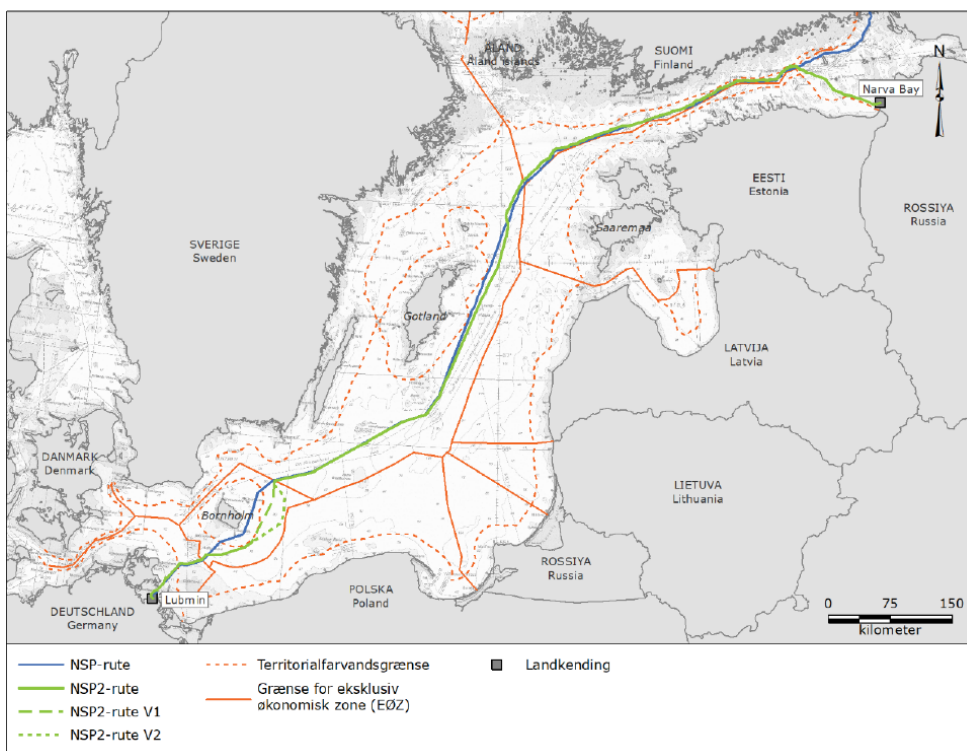 ÅLAND
Åland Islands
SUOMI
Finland
N
Narva Bay
EESTI
Estonia
ROSSIYA
Russia
SVERIGE
Sweden
Saaremaa
Gotland
LATVIJA
Latvia
DANMARK
Denmark
LIETUVA
Lithuania
Bornholm
ROSSIYA
Russia
POLSKA
Poland
Lubmin
DEUTSCHLAND
Germany
0 75 150
kilometer
NSP-rute
NSP2-rute
NSP2-rute V1
NSP2-rute V2
Territorialfarvandsgrænse
Grænse for eksklusiv
økonomisk zone (EØZ)
Landkending